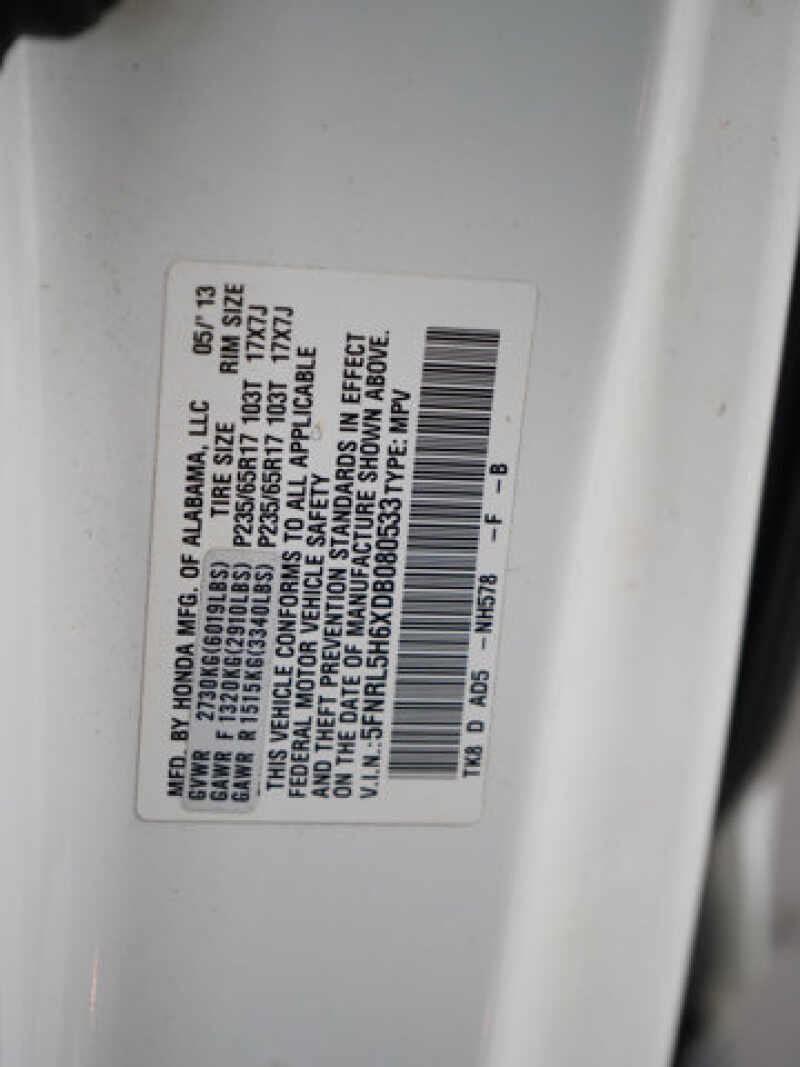 MFD. BY HONDA MFG. OF ALABAMA, LLC 05/'13
GVWR 2730KG(6019LBS) TIRE SIZE RIM SIZE
GAWR F 1320KG(2910LBS) P235/65R17 103T 17X7J
GAWR R 1515KG(3340LBS) P235/65R17 103T 17X7J
THIS VEHICLE CONFORMS TO ALL APPLICABLE
FEDERAL MOTOR VEHICLE SAFETY
AND THEFT PREVENTION STANDARDS IN EFFECT
ON THE DATE OF MANUFACTURE SHOWN ABOVE.
V.I.N.:5FNRL5H6XDB080533 TYPE: MPV
TK8 D AD5 -NH578 -F -B